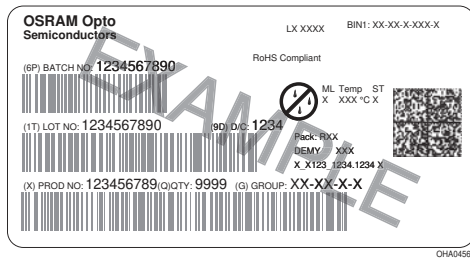 OSRAM Opto
Semiconductors
LX XXXX
BIN1: XX-XX-X-XXX-X
RoHS Compliant
(6P) BATCH NO: 1234567890
ML Temp ST
X XXX °C X
(1T) LOT NO: 1234567890
(9D) D/C: 1234
Pack: RXX
DEMY XXX
X_X123_1234.1234 X
(X) PROD NO: 123456789
(Q)QTY: 9999
(G) GROUP: XX-XX-X-X
EXAMPLE
OHA0456